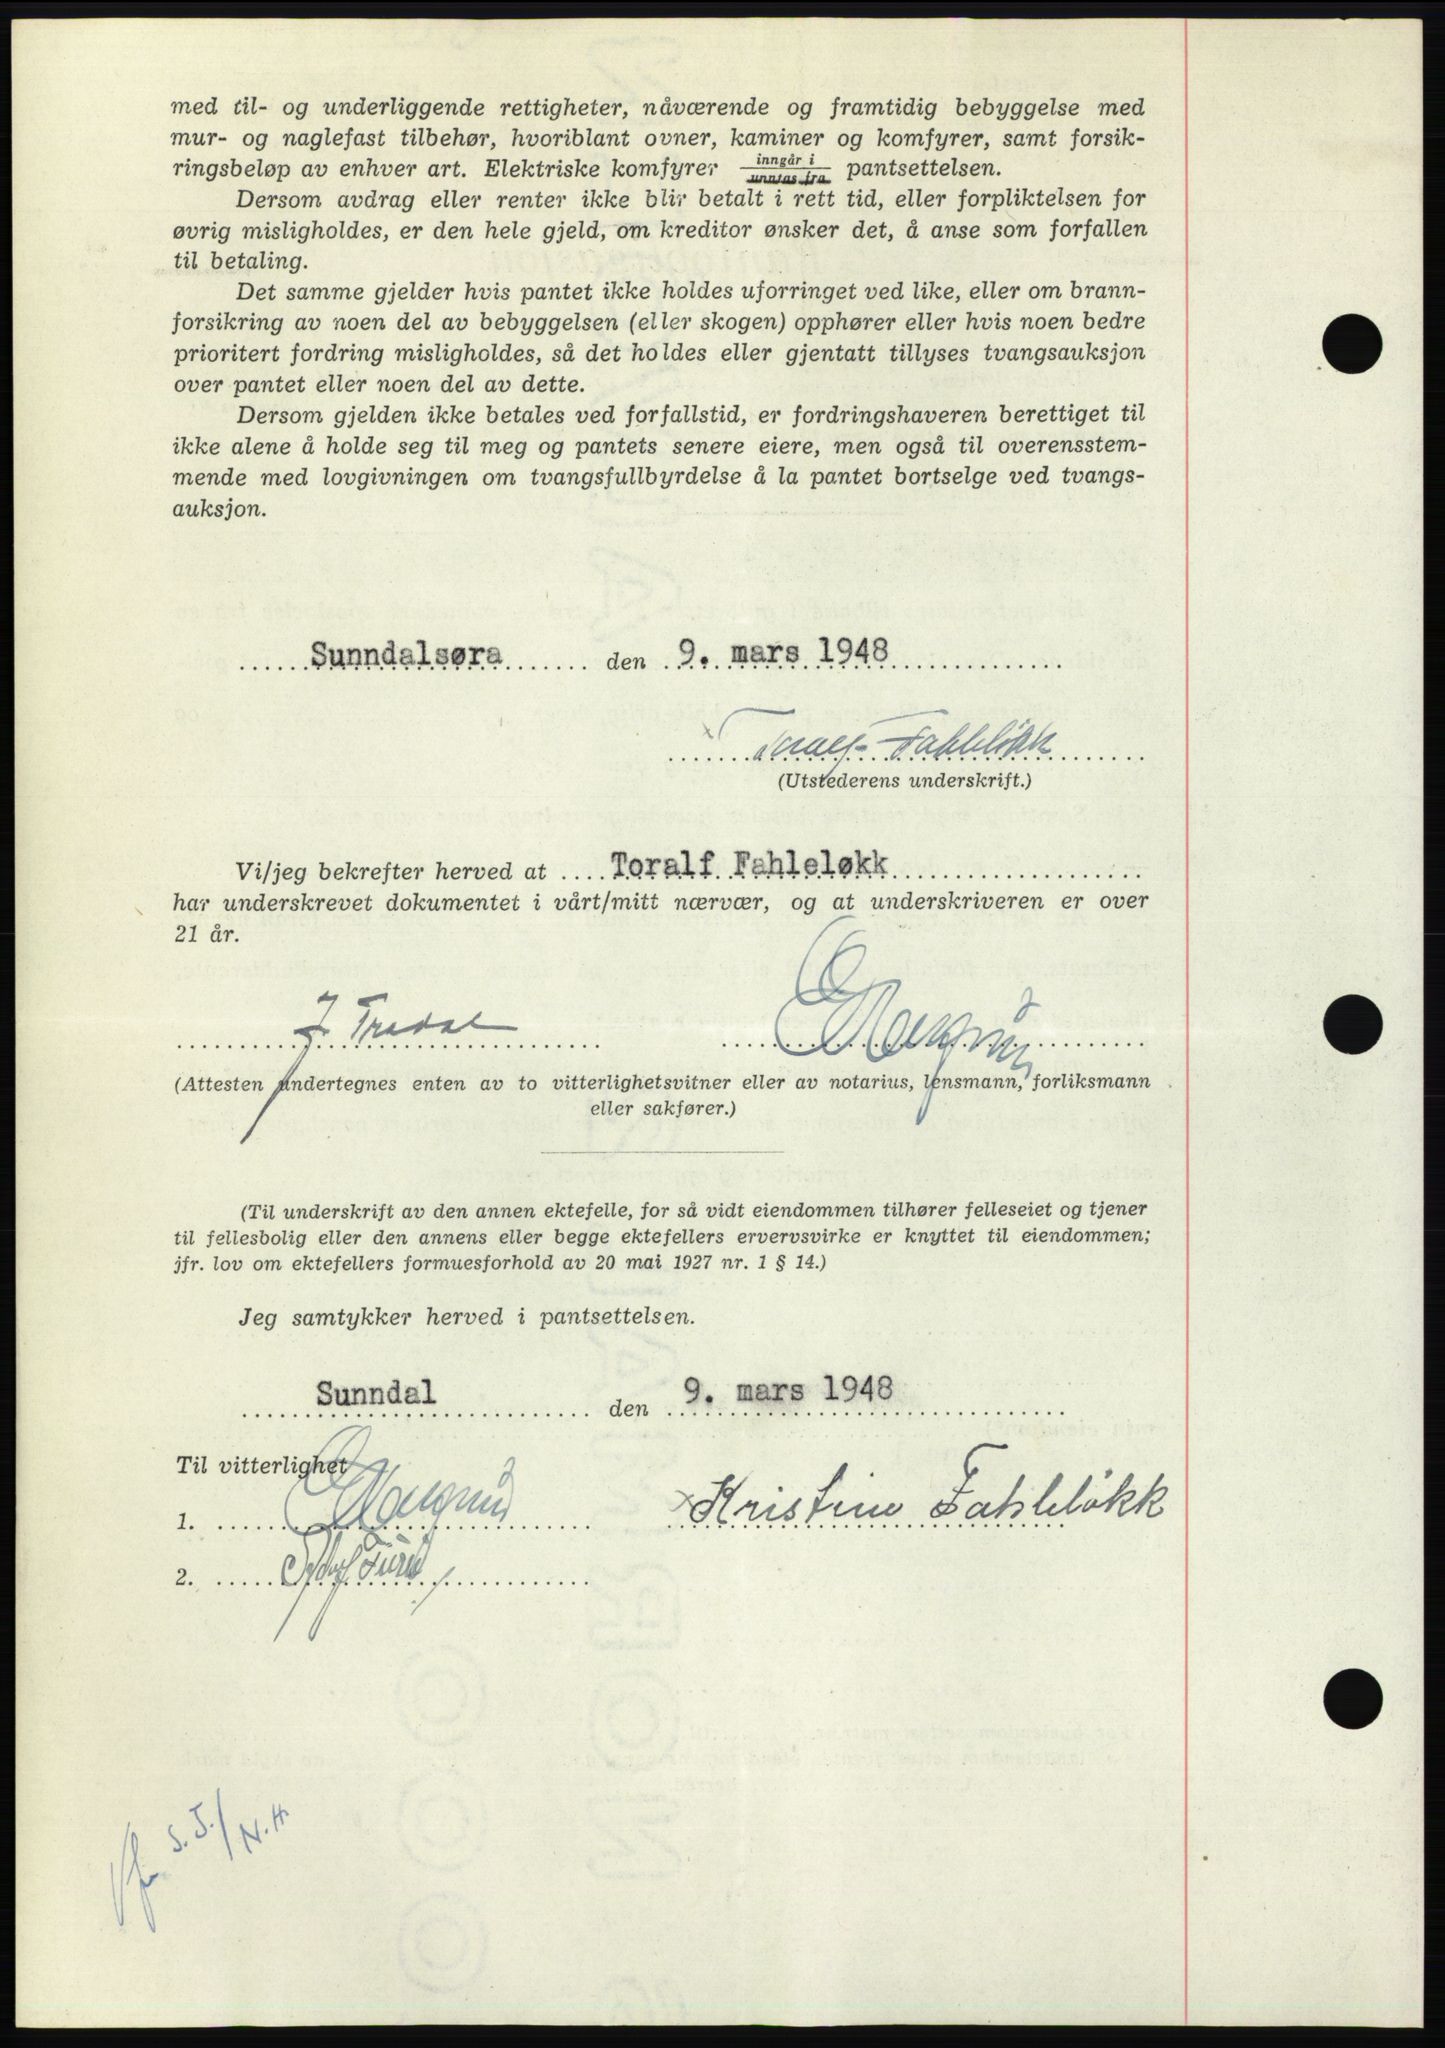 med til- og underliggende rettigheter, nåværende og framtidig bebyggelse med
mur- og naglefast tilbehør, hvoriblant ovner, kaminer og komfyrer, samt forsik-
ringsbeløp av enhver art. Elektriske komfyrer inngår i unntas fra pantsettelsen.
Dersom avdrag eller renter ikke blir betalt i rett tid, eller forpliktelsen for
øvrig misligholdes, er den hele gjeld, om kreditor ønsker det, å anse som forfallen
til betaling.
Det samme gjelder hvis pantet ikke holdes uforringet ved like, eller om brann-
forsikring av noen del av bebyggelsen (eller skogen) opphører eller hvis noen bedre
prioritert fordring misligholdes, så det holdes eller gjentatt tillyses tvangsauksjon
over pantet eller noen del av dette.
Dersom gjelden ikke betales ved forfallstid, er fordringshaveren berettiget til
ikke alene å holde seg til meg og pantets senere eiere, men også til overensstem-
mende med lovgivningen om tvangsfullbyrdelse å la pantet bortselge ved tvangs-
auksjon.
Sunndalsøra den 9. mars 1948
Toralf Fahleløkk
(Utstederens underskrift.)
Vi/jeg bekrefter herved at Toralf Fahleløkk
har underskrevet dokumentet i vårt/mitt nærvær, og at underskriveren er over
21 år.
(Attesten undertegnes enten av to vitterlighetsvitner eller av notarius, lensmann, forliksmann
eller sakfører.)
(Til underskrift av den annen ektefelle, for så vidt eiendommen tilhører felleseiet og tjener
til fellesbolig eller den annens eller begge ektefellers ervervsvirke er knyttet til eiendommen;
jfr. lov om ektefellers formuesforhold av 20 mai 1927 nr. 1 § 14.)
Jeg samtykker herved i pantsettelsen.
Sunndal den 9. mars 1948
Til vitterlighet
1. Kristine Fahleløkk
2.
S.J./N.H.